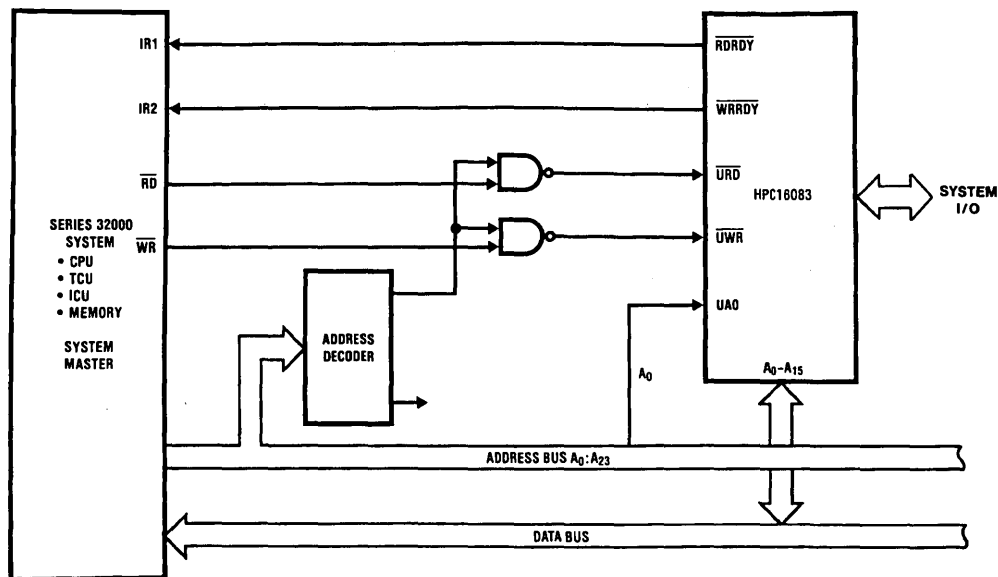 IR1
IR2
RD
WR
SERIES 32000
SYSTEM
• CPU
• TCU
• ICU
• MEMORY
SYSTEM
MASTER
ADDRESS
DECODER
RDRDY
WRRDY
URD
UWR
UA0
HPC16083
A0–A15
SYSTEM
I/O
A0
ADDRESS BUS A0:A23
DATA BUS